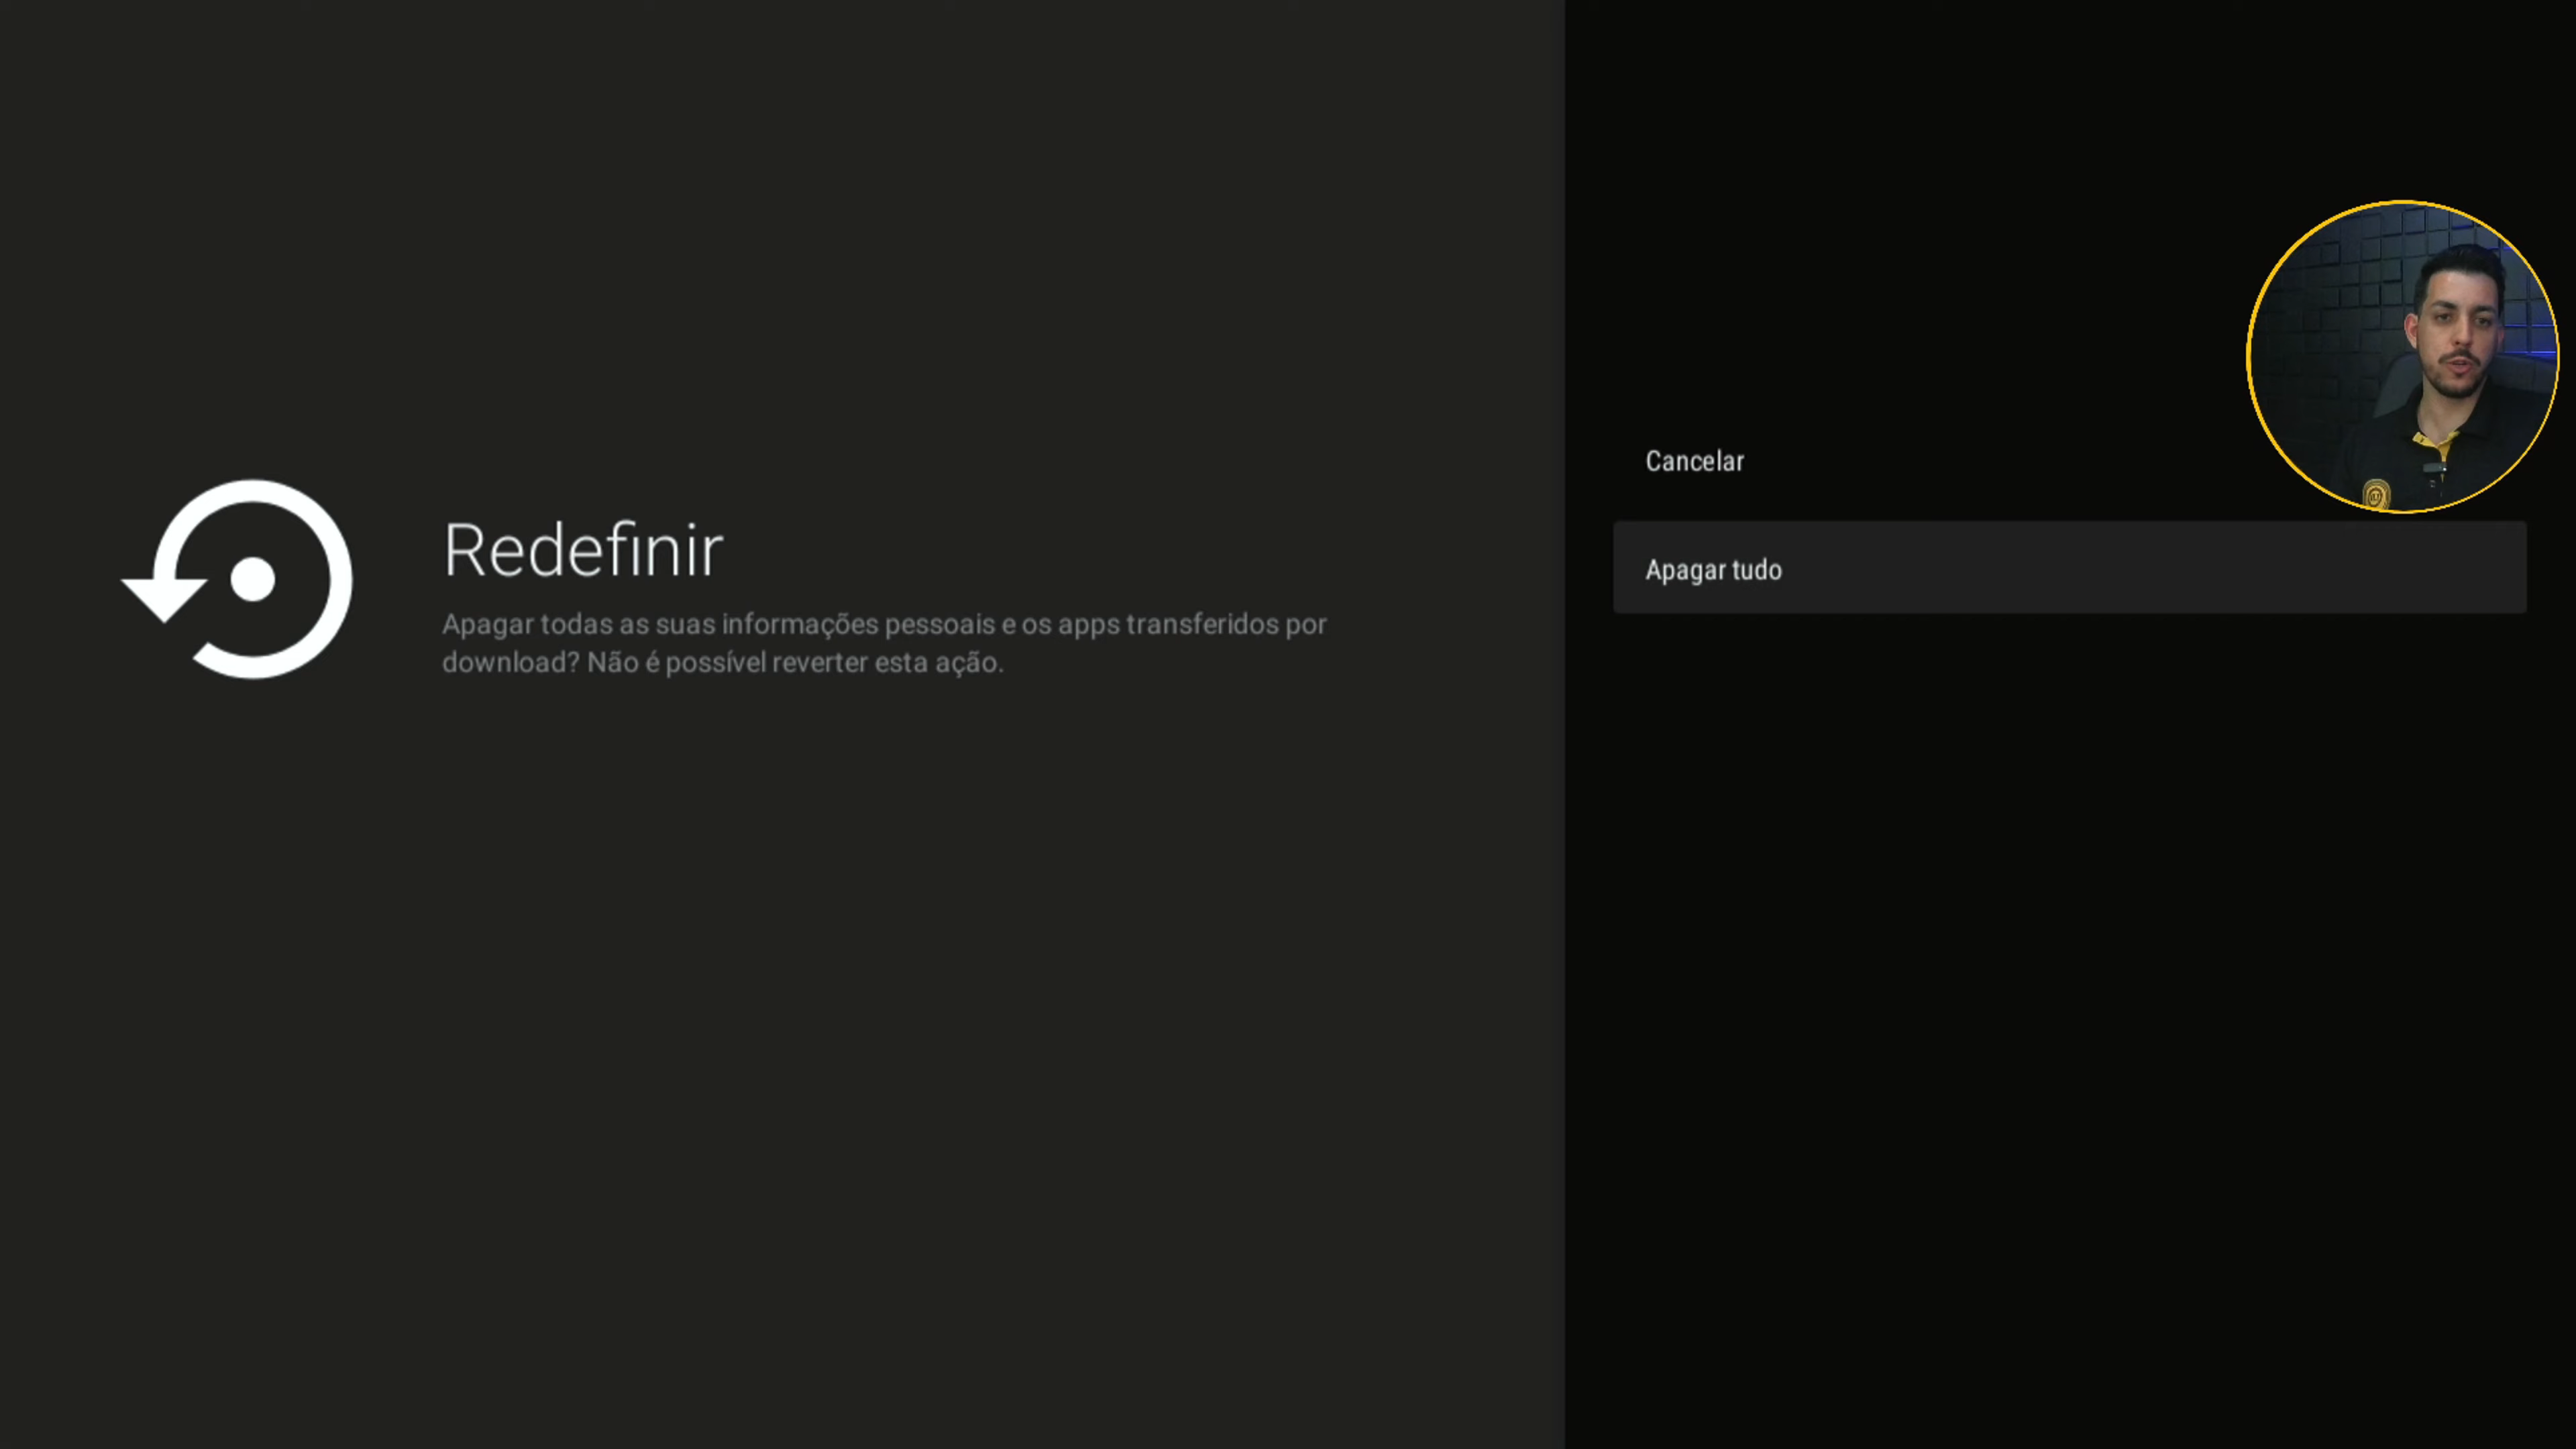 Redefinir
Apagar todas as suas informações pessoais e os apps transferidos por
download? Não é possível reverter esta ação.
Cancelar
Apagar tudo